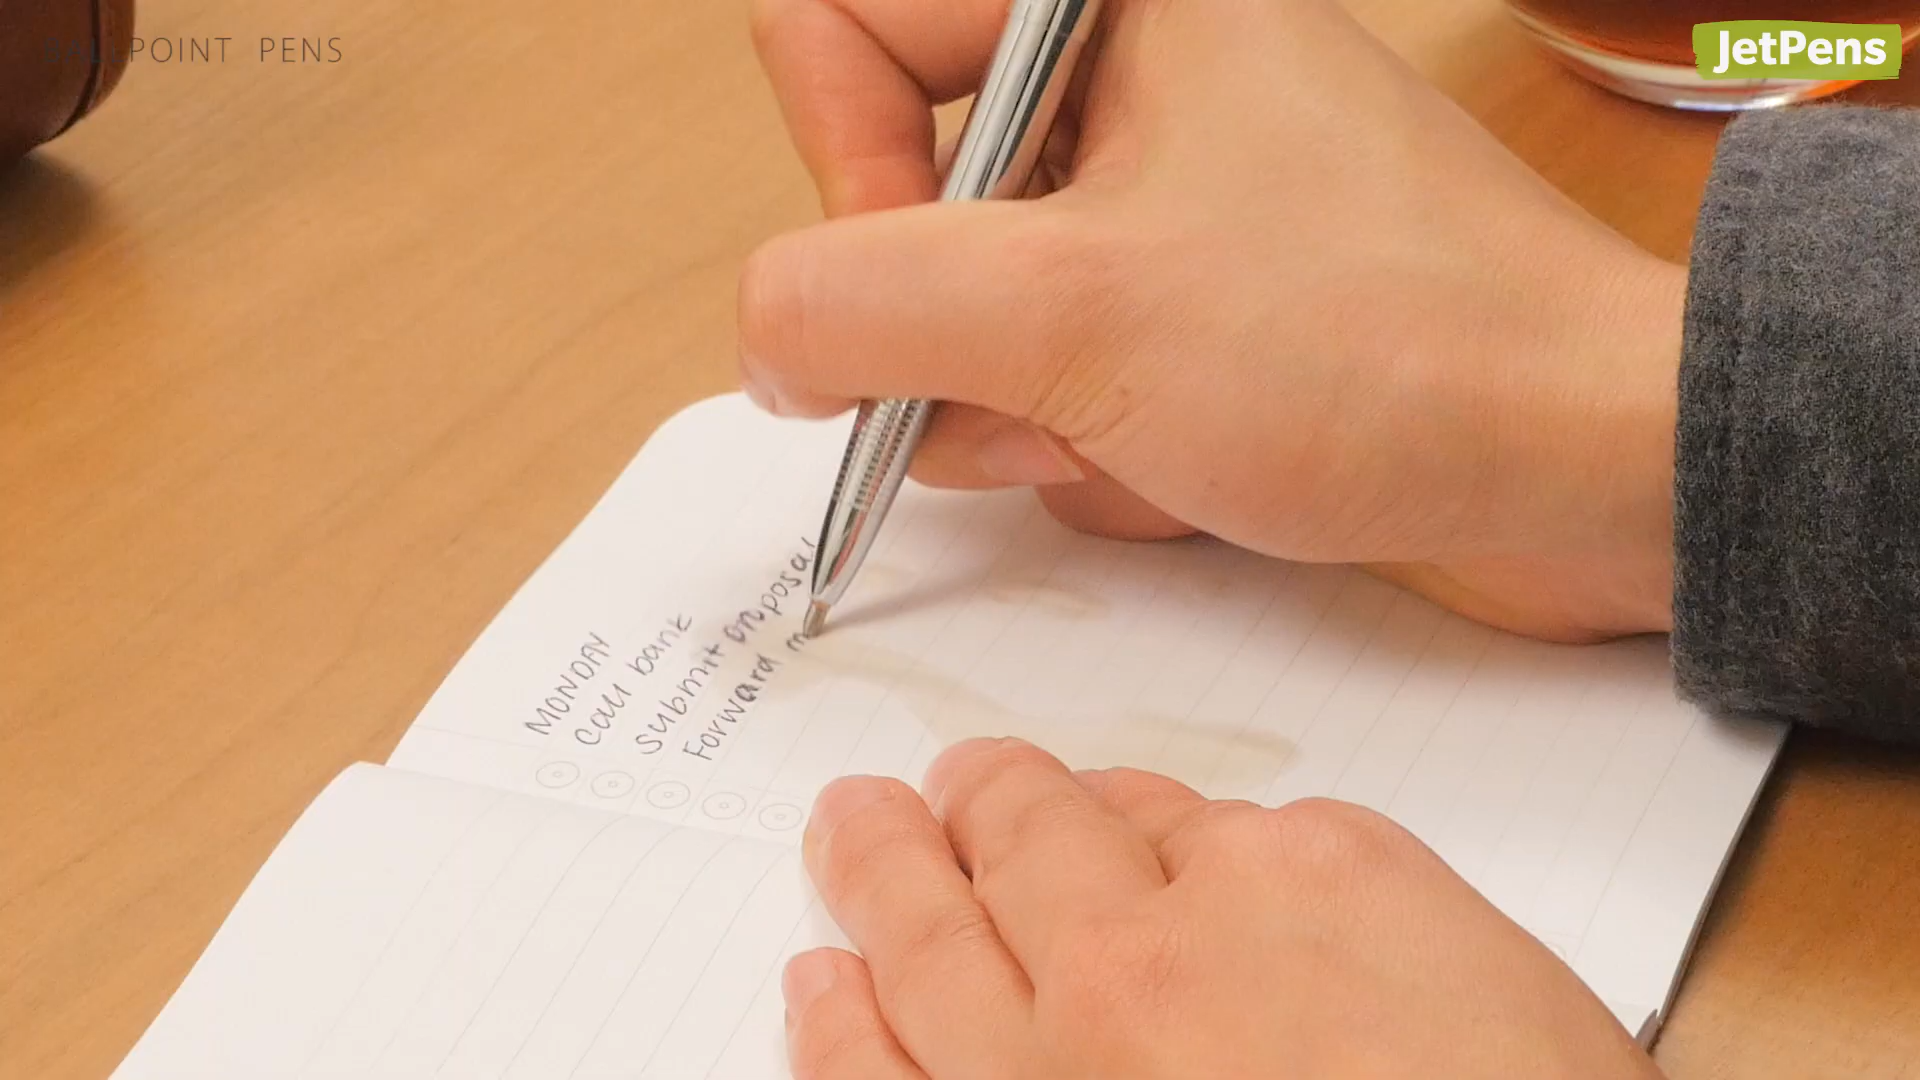 BALLPOINT PENS
JetPens
MONDAY
Call bank
Submit proposal
Forward